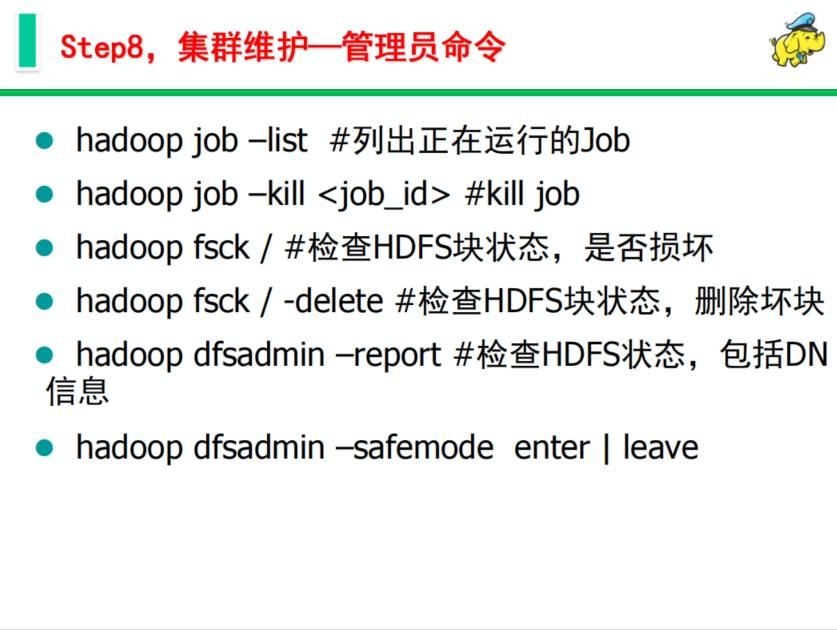 Step8，集群维护—管理员命令
hadoop job –list #列出正在运行的Job
hadoop job –kill <job_id> #kill job
hadoop fsck / #检查HDFS块状态，是否损坏
hadoop fsck / -delete #检查HDFS块状态，删除坏块
hadoop dfsadmin –report #检查HDFS状态，包括DN
信息
hadoop dfsadmin –safemode enter | leave